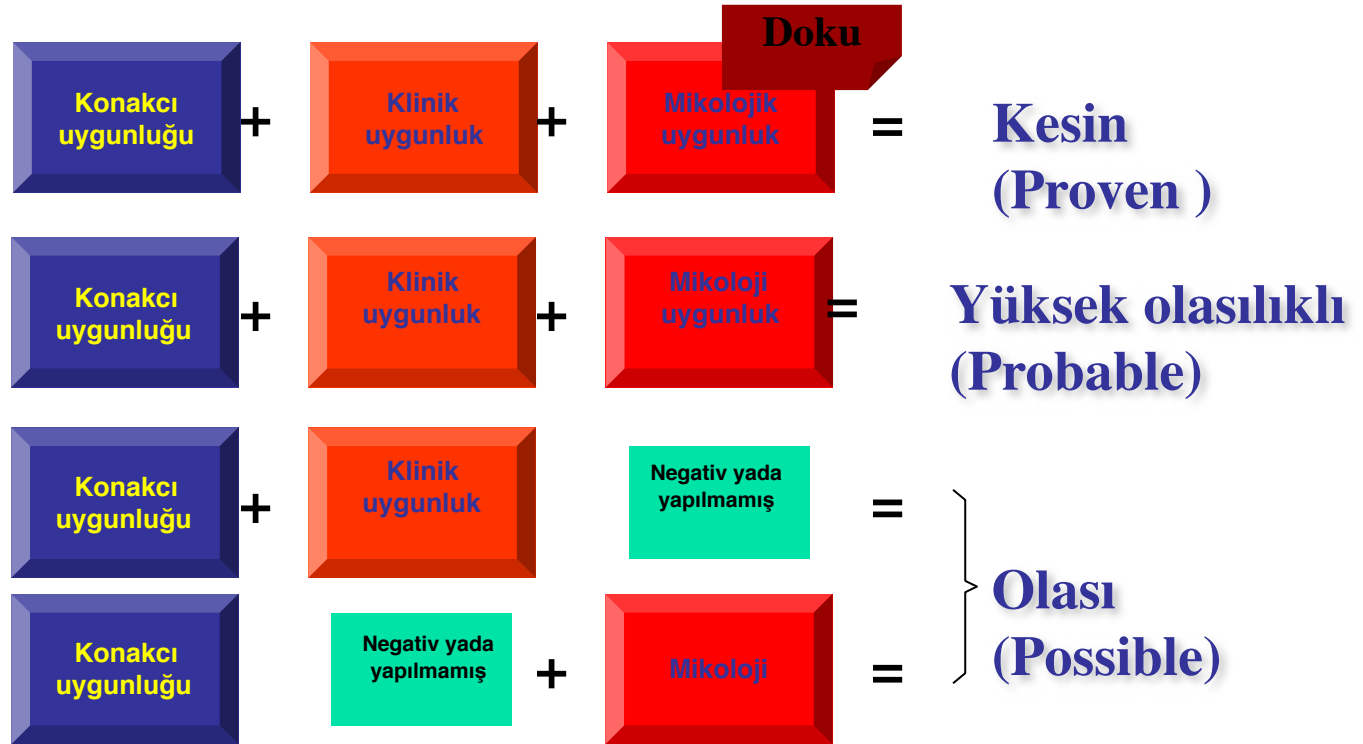 Doku
Konakcı
uygunluğu
+
Klinik
uygunluk
+
Mikolojik
uygunluk
=
Kesin
(Proven )
Konakcı
uygunluğu
+
Klinik
uygunluk
+
Mikoloji
uygunluk
=
Yüksek olasılıklı
(Probable)
Konakcı
uygunluğu
+
Klinik
uygunluk
Negativ yada
yapılmamış
=
Konakcı
uygunluğu
Negativ yada
yapılmamış
+
Mikoloji
=
Olası
(Possible)